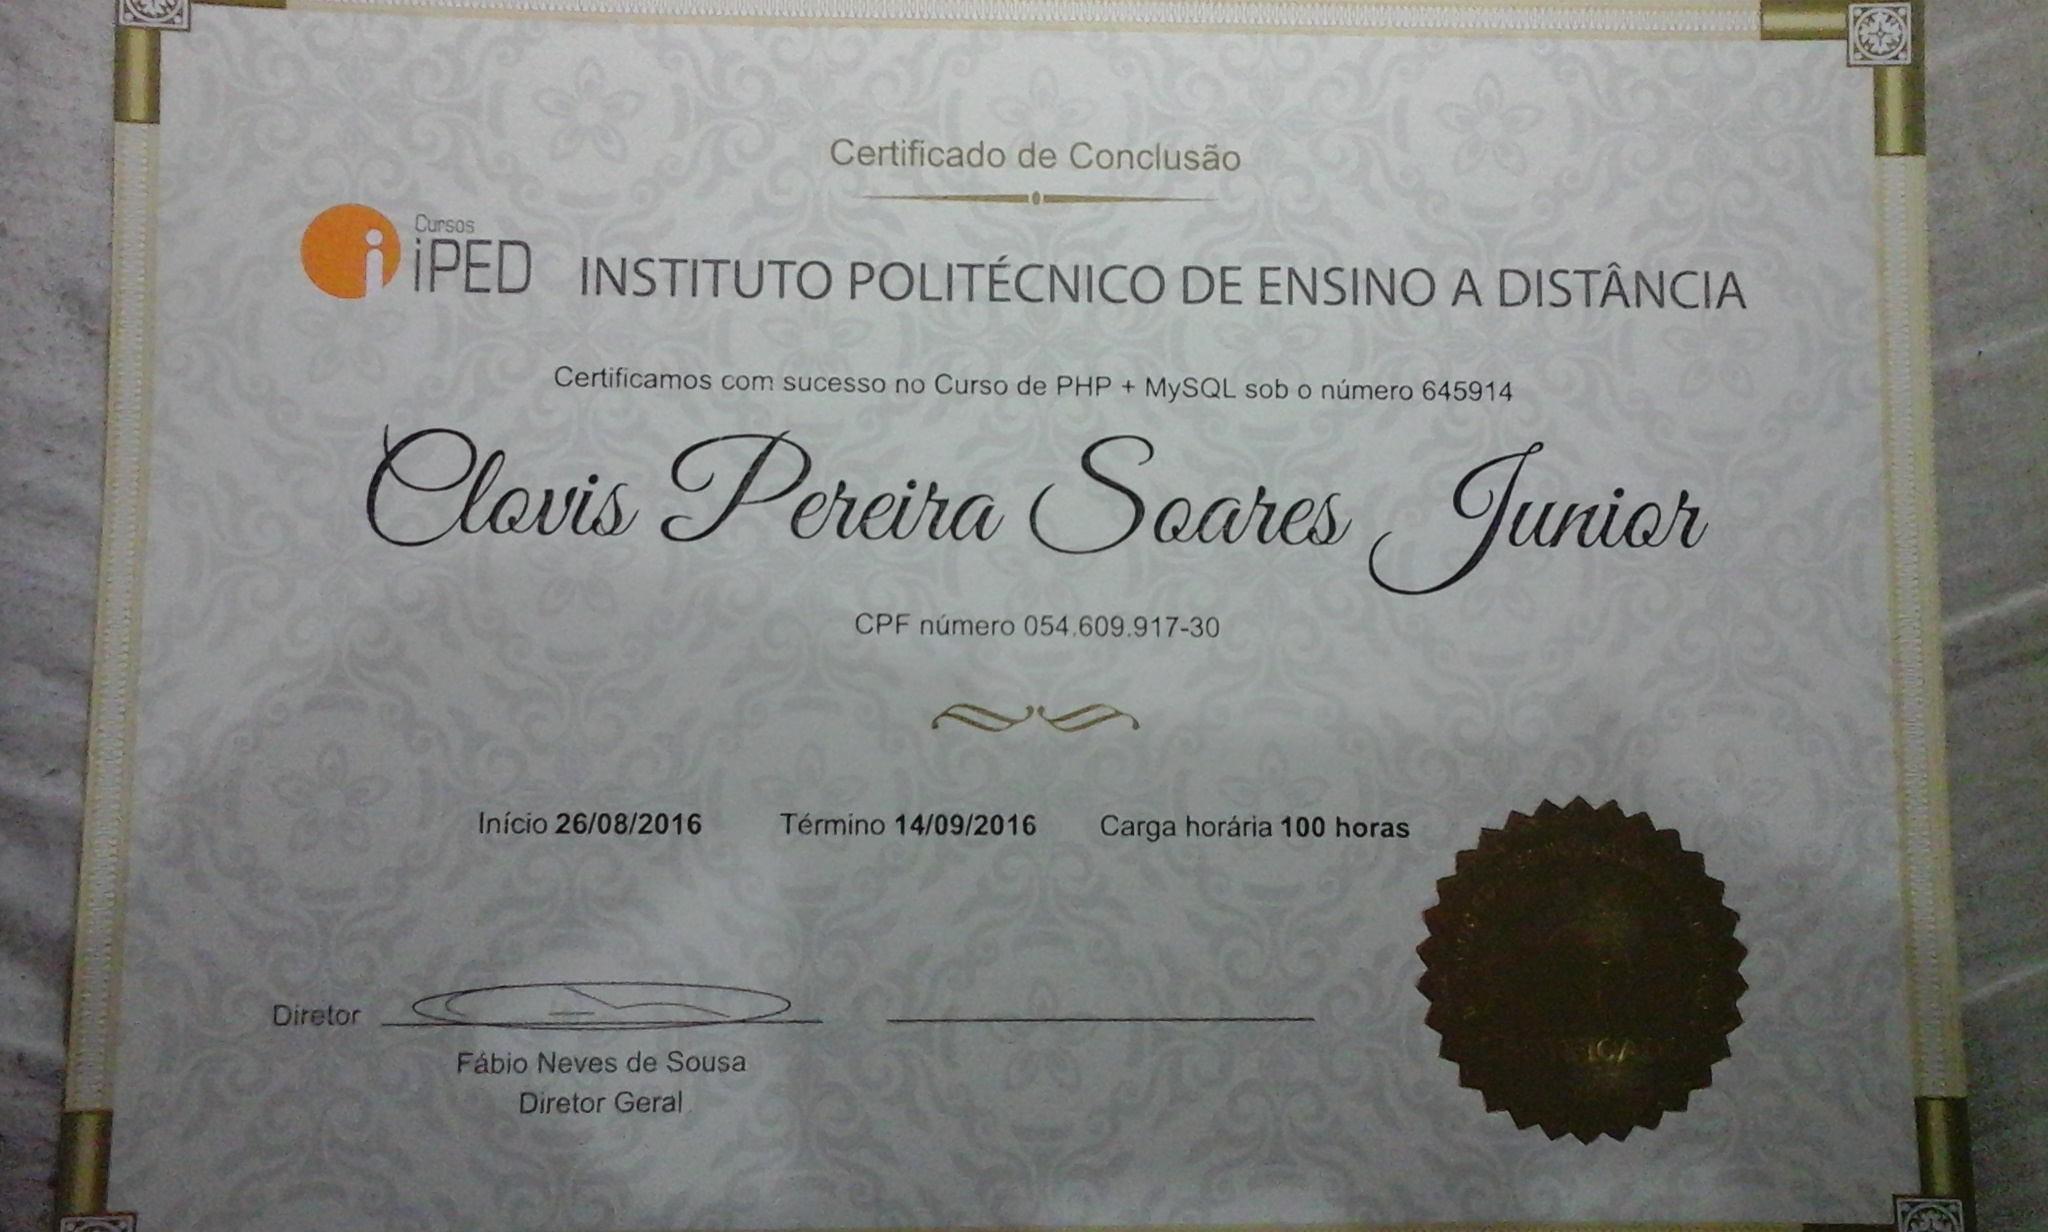 Certificado de Conclusão
Cursos
iPED
INSTITUTO POLITÉCNICO DE ENSINO A DISTÂNCIA
Certificamos com sucesso no Curso de PHP + MySQL sob o número 645914
Clovis Pereira Soares Junior
CPF número 054.609.917-30
Início 26/08/2016 Término 14/09/2016 Carga horária 100 horas
Diretor
Fábio Neves de Sousa
Diretor Geral